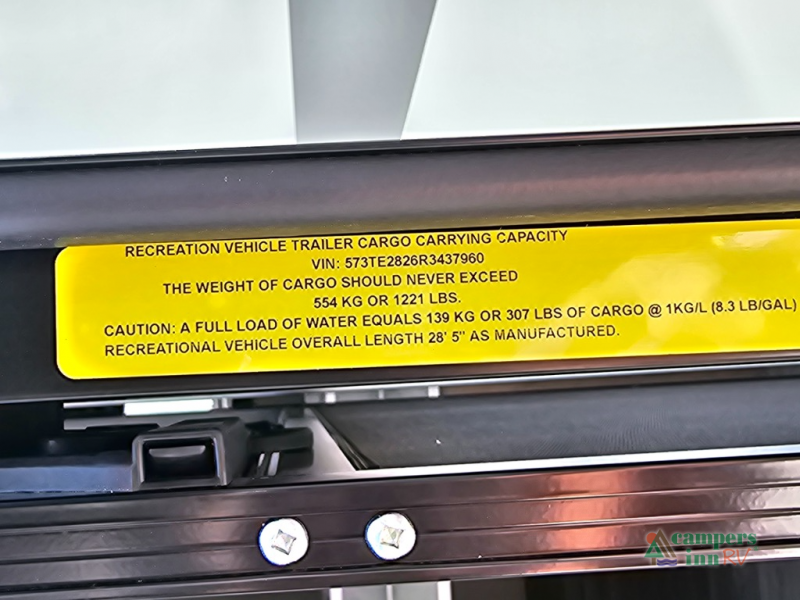 RECREATION VEHICLE TRAILER CARGO CARRYING CAPACITY
VIN: 573TE2826R3437960
THE WEIGHT OF CARGO SHOULD NEVER EXCEED
554 KG OR 1221 LBS.
CAUTION: A FULL LOAD OF WATER EQUALS 139 KG OR 307 LBS OF CARGO @ 1KG/L (8.3 LB/GAL)
RECREATIONAL VEHICLE OVERALL LENGTH 28' 5" AS MANUFACTURED.
campers
inn RV